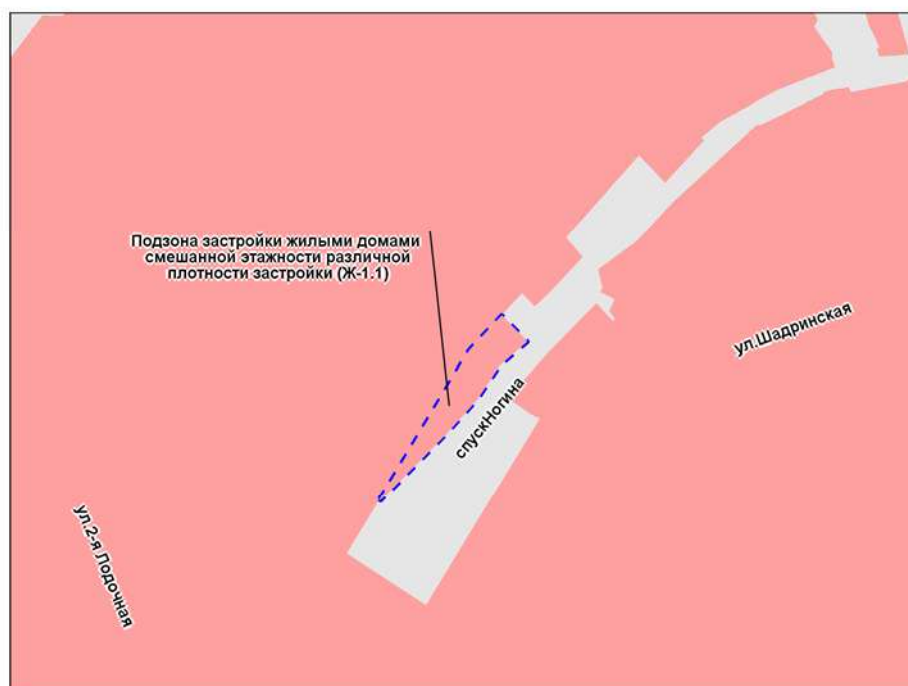 Подзона застройки жилыми домами
смешанной этажности различной
плотности застройки (Ж-1.1)
ул.Шадринская
спускНогина
ул.2-я Лодочная